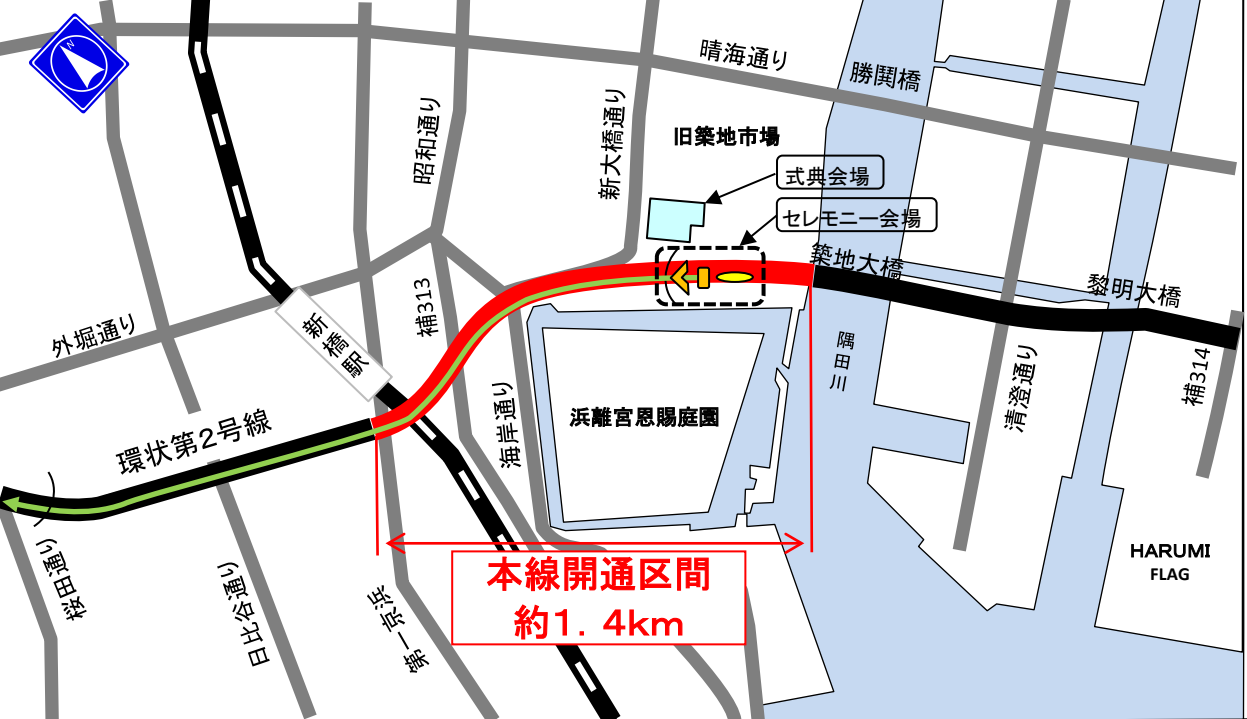 N
晴海通り
勝鬨橋
昭和通り
新大橋通り
旧築地市場
式典会場
セレモニー会場
築地大橋
黎明大橋
補313
外堀通り
新橋駅
隅田川
清澄通り
補314
海岸通り
浜離宮恩賜庭園
環状第2号線
桜田通り
日比谷通り
第一京浜
本線開通区間
約1.4km
HARUMI
FLAG